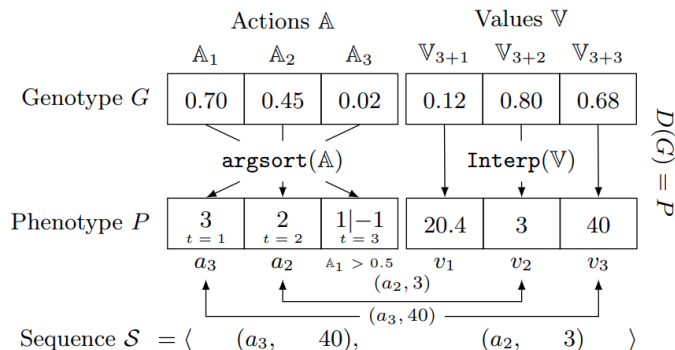 Actions 𝔸 Values 𝕍
𝔸₁ 𝔸₂ 𝔸₃ 𝕍₃₊₁ 𝕍₃₊₂ 𝕍₃₊₃
Genotype G 0.70 0.45 0.02 0.12 0.80 0.68
argsort(𝔸) Interp(𝕍)
D(G) = P
Phenotype P 3 2 1|−1 20.4 3 40
t = 1 t = 2 t = 3
a₃ a₂ 𝔸₁ > 0.5 v₁ v₂ v₃
(a₂, 3)
(a₃, 40)
Sequence 𝒮 = ⟨ (a₃, 40), (a₂, 3) ⟩